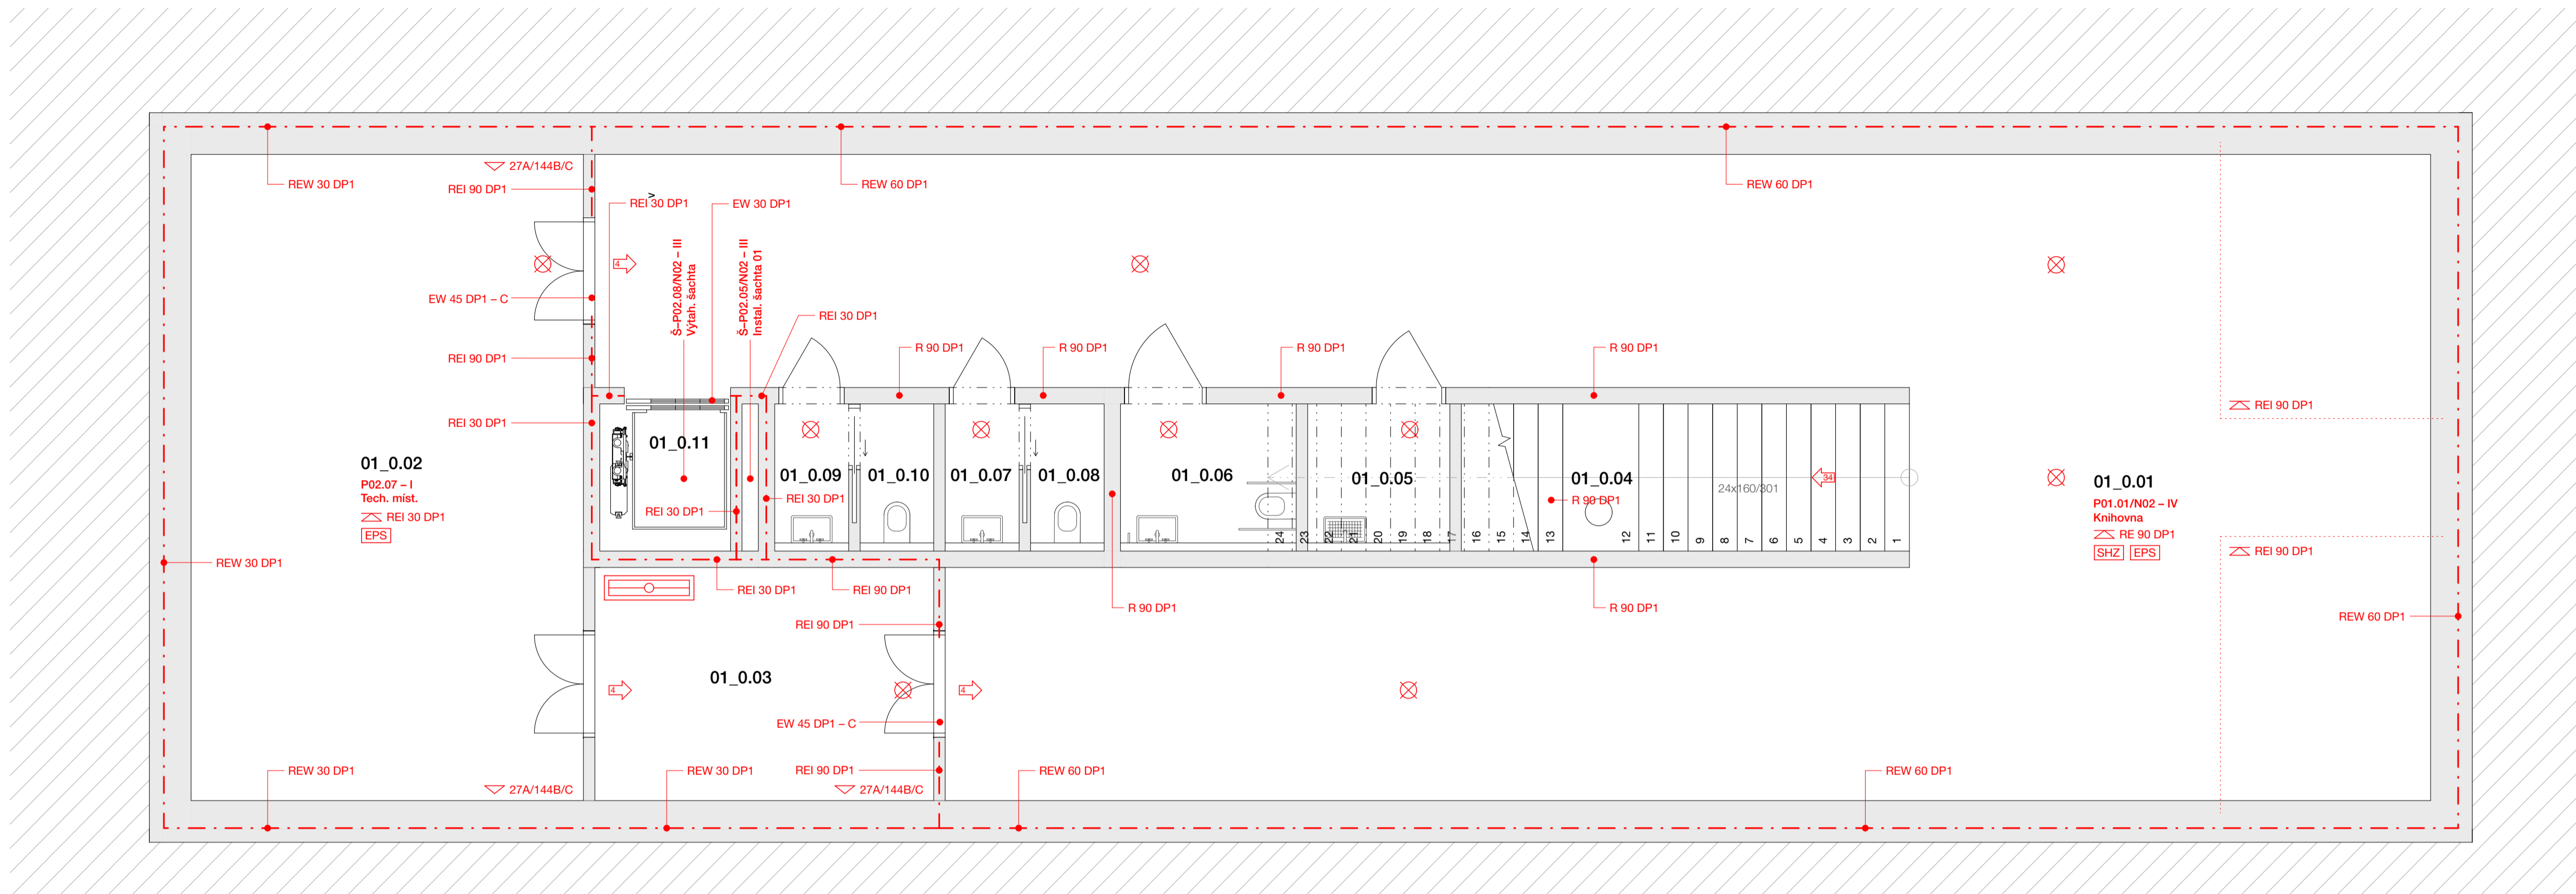 27A/144B/C
REI 90 DP1
REW 30 DP1
REW 60 DP1
REW 60 DP1
REI 30 DP1
EW 30 DP1
>
4
Š–P02.08/N02 – III
Výtah. šachta
Š–P02.05/N02 – III
Instal. šachta 01
EW 45 DP1 – C
REI 30 DP1
REI 90 DP1
R 90 DP1
R 90 DP1
R 90 DP1
R 90 DP1
REI 90 DP1
REI 30 DP1
01_0.11
01_0.02
P02.07 – I
Tech. míst.
REI 30 DP1
EPS
01_0.09
01_0.10
01_0.07
01_0.08
01_0.06
01_0.05
01_0.04
24x160/301
34
01_0.01
P01.01/N02 – IV
Knihovna
RE 90 DP1
SHZ
EPS
REI 30 DP1
R 90 DP1
REI 30 DP1
24
23
22
21
20
19
18
17
16
15
14
13
12
11
10
9
8
7
6
5
4
3
2
1
REI 90 DP1
REW 30 DP1
REI 30 DP1
REI 90 DP1
R 90 DP1
R 90 DP1
REW 60 DP1
REI 90 DP1
01_0.03
4
4
EW 45 DP1 – C
REW 30 DP1
REW 30 DP1
REI 90 DP1
REW 60 DP1
REW 60 DP1
27A/144B/C
27A/144B/C